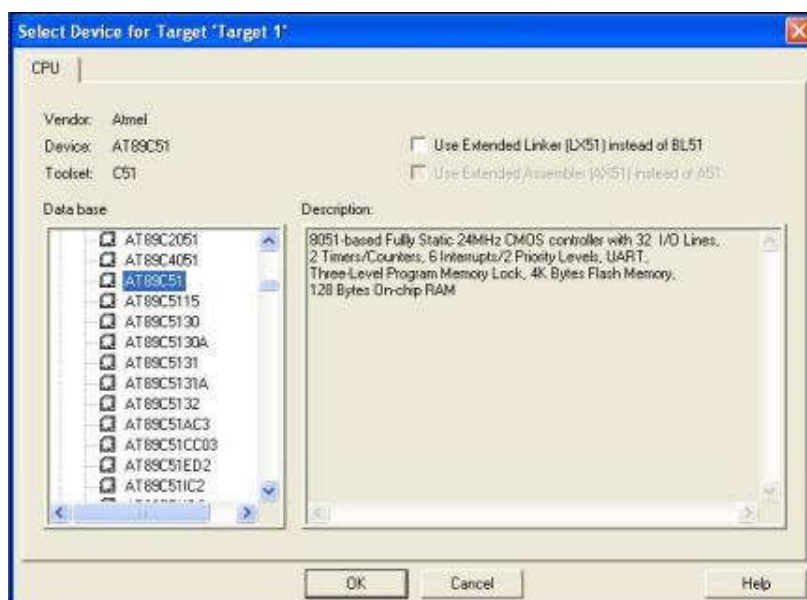 Select Device for Target 'Target 1'
CPU
Vendor: Atmel
Device: AT89C51
Toolset: C51
Use Extended Linker (LX51) instead of BL51
Use Extended Assembler (AX51) instead of A51
Data base
Description:
AT89C2051
AT89C4051
AT89C51
AT89C5115
AT89C5130
AT89C5130A
AT89C5131
AT89C5131A
AT89C5132
AT89C51AC3
AT89C51CC03
AT89C51ED2
AT89C51IC2
8051-based Fully Static 24MHz CMOS controller with 32 I/O Lines,
2 Timers/Counters, 6 Interrupts/2 Priority Levels, UART,
Three-Level Program Memory Lock, 4K Bytes Flash Memory,
128 Bytes On-chip RAM
OK
Cancel
Help